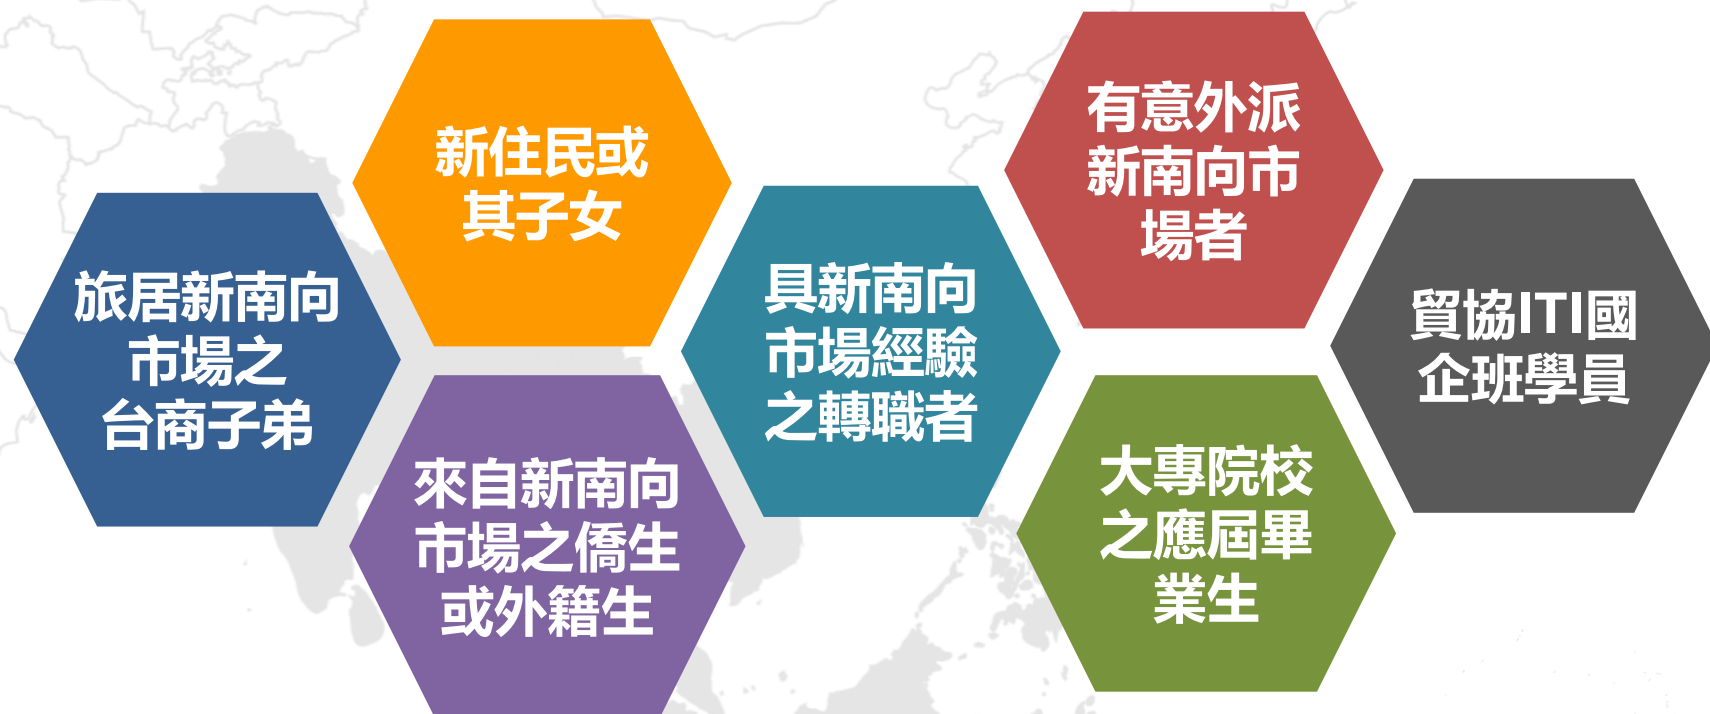 旅居新南向
市場之
台商子弟
新住民或
其子女
來自新南向
市場之僑生
或外籍生
具新南向
市場經驗
之轉職者
有意外派
新南向市
場者
大專院校
之應屆畢
業生
貿協ITI國
企班學員